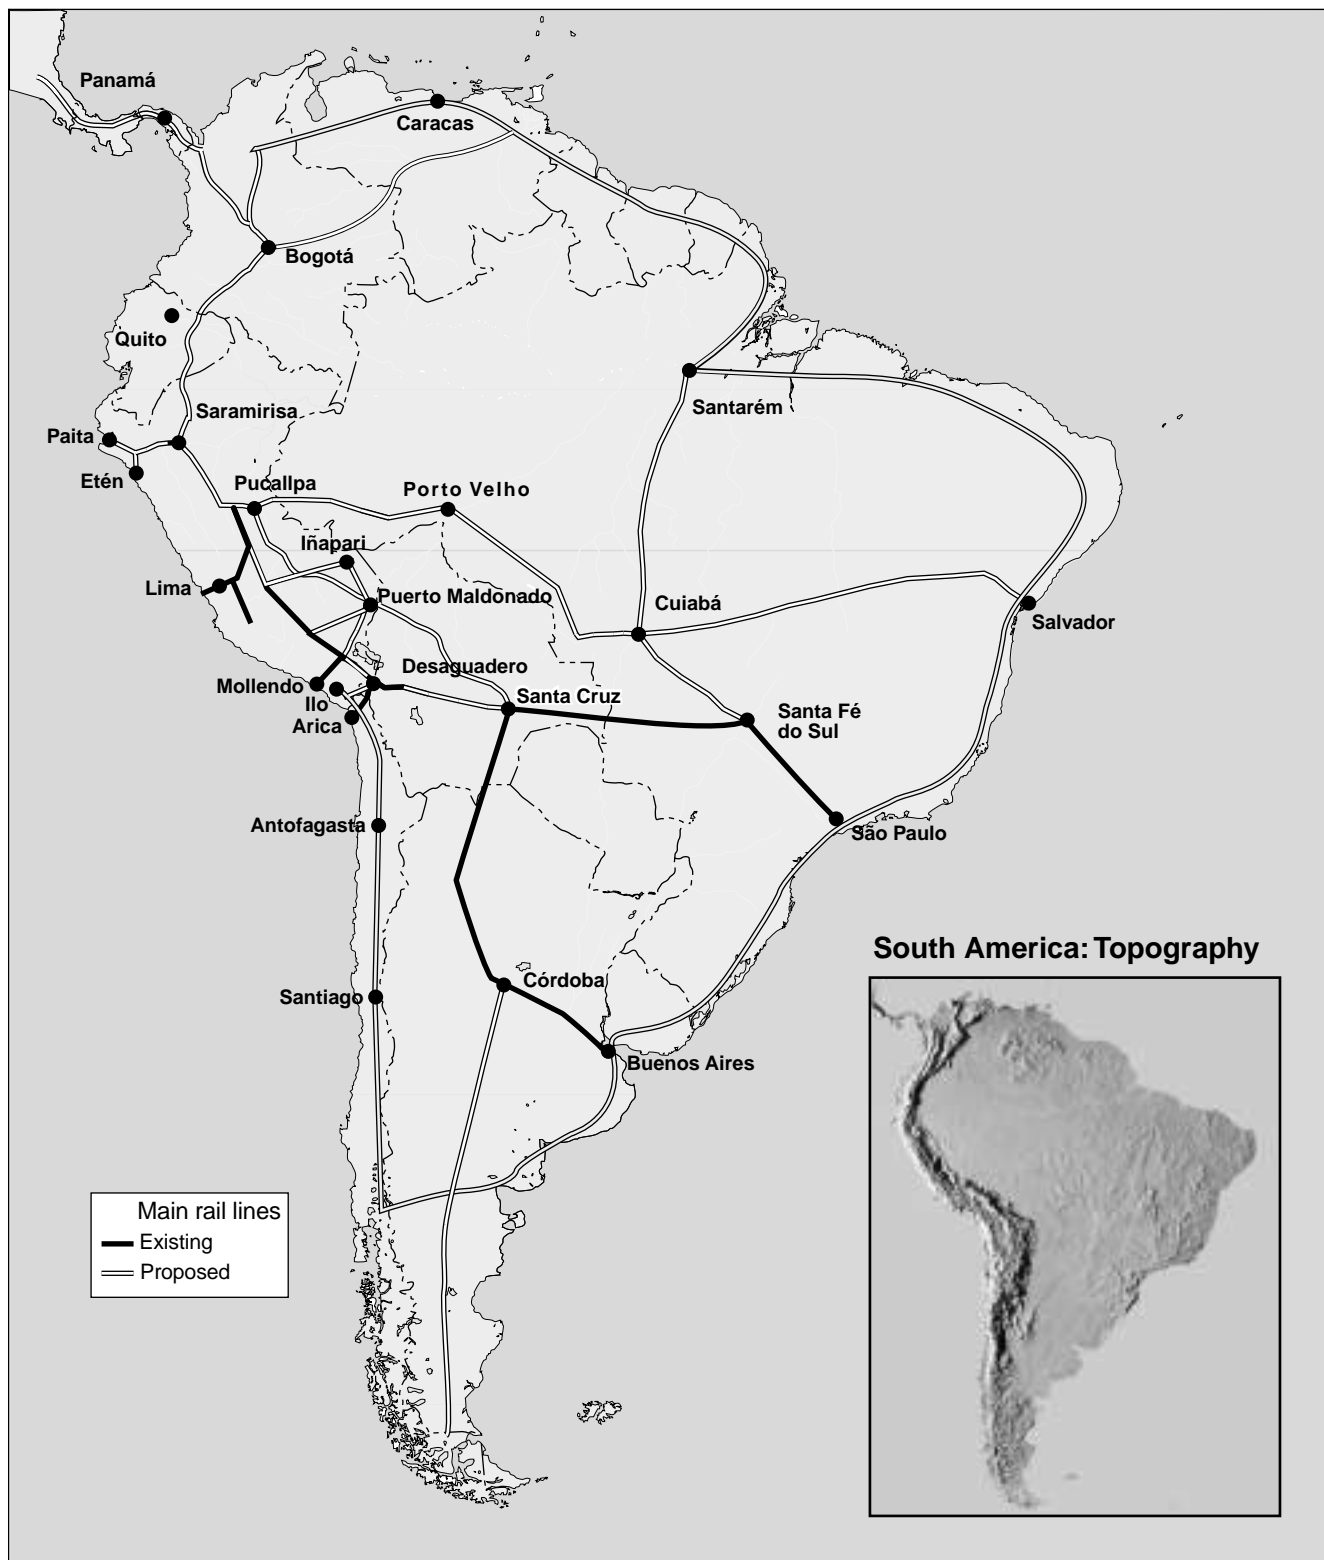 Panamá
Caracas
Bogotá
Quito
Santarém
Saramirisa
Paita
Etén
Pucallpa
Porto Velho
Iñapari
Lima
Puerto Maldonado
Cuiabá
Salvador
Desaguadero
Mollendo
Ilo
Santa Cruz
Arica
Santa Fé
do Sul
Antofagasta
São Paulo
South America: Topography
Córdoba
Santiago
Buenos Aires
Main rail lines
Existing
Proposed